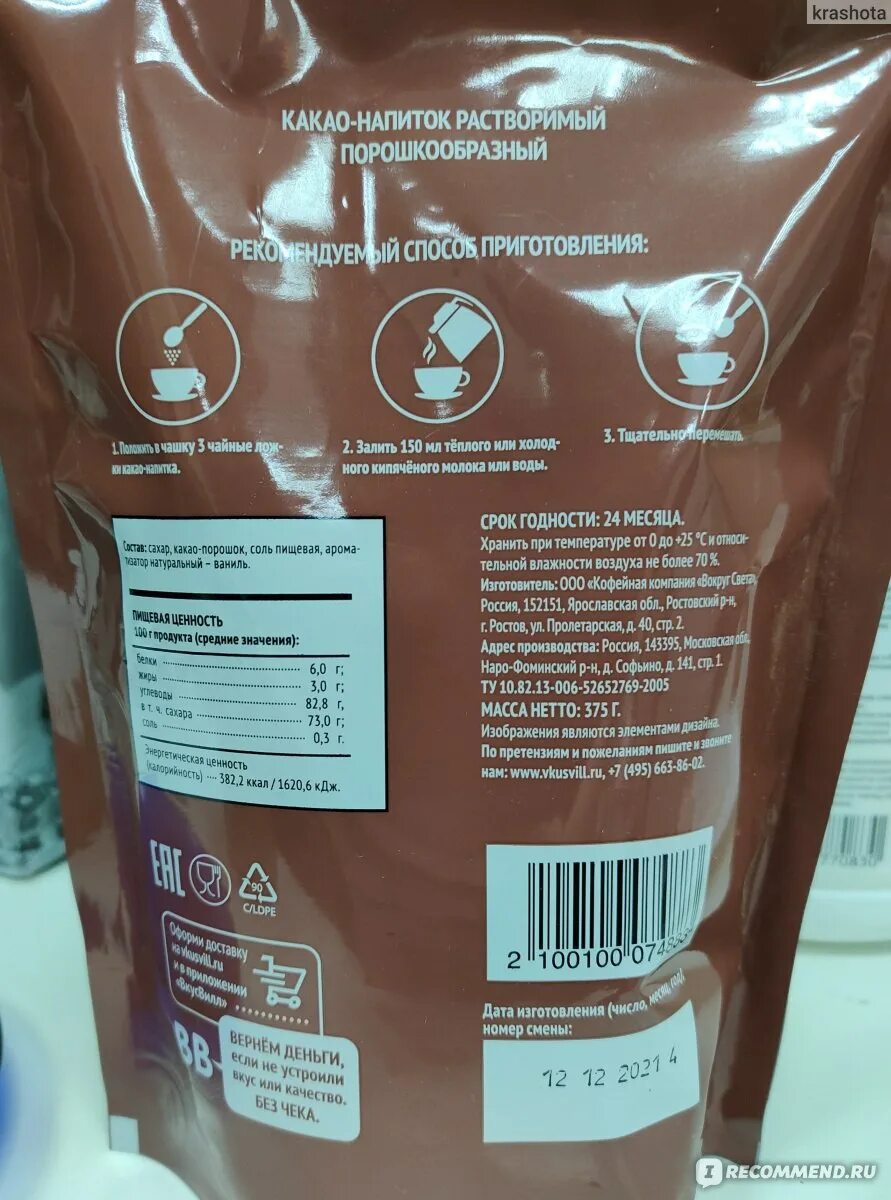 krashota
КАКАО-НАПИТОК РАСТВОРИМЫЙ
ПОРОШКООБРАЗНЫЙ
РЕКОМЕНДУЕМЫЙ СПОСОБ ПРИГОТОВЛЕНИЯ:
1. Положить в чашку 3 чайные лож-
ки какао-напитка.
2. Залить 150 мл тёплого или холод-
ного кипячёного молока или воды.
3. Тщательно перемешать.
Состав: сахар, какао-порошок, соль пищевая, арома-
тизатор натуральный – ваниль.
ПИЩЕВАЯ ЦЕННОСТЬ
100 г продукта (средние значения):
белки 6,0 г;
жиры 3,0 г;
углеводы 82,8 г,
в т. ч. сахара 73,0 г;
соль 0,3 г.
Энергетическая ценность
(калорийность) ···· 382,2 ккал / 1620,6 кДж.
СРОК ГОДНОСТИ: 24 МЕСЯЦА.
Хранить при температуре от 0 до +25 °С и относи-
тельной влажности воздуха не более 70 %.
Изготовитель: ООО «Кофейная компания «Вокруг Света»,
Россия, 152151, Ярославская обл., Ростовский р-н,
г. Ростов, ул. Пролетарская, д. 40, стр. 2.
Адрес производства: Россия, 143395, Московская обл.,
Наро-Фоминский р-н, д. Софьино, д. 141, стр. 1.
ТУ 10.82.13-006-52652769-2005
МАССА НЕТТО: 375 Г.
Изображения являются элементами дизайна.
По претензиям и пожеланиям пишите и звоните
нам: www.vkusvill.ru, +7 (495) 663-86-02.
EAC
90
C/LDPE
Оформи доставку
на vkusvill.ru
и в приложении
«ВкусВилл»
ВВ
ВЕРНЁМ ДЕНЬГИ,
если не устроили
вкус или качество.
БЕЗ ЧЕКА.
2 100100
Дата изготовления (число, месяц, год),
номер смены:
12 12 2021 4
IRECOMMEND.RU